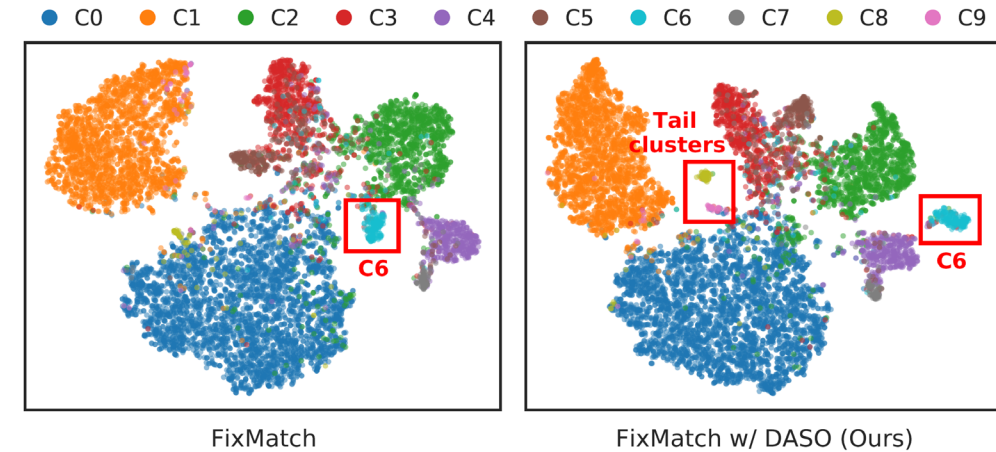 C0 C1 C2 C3 C4 C5 C6 C7 C8 C9
Tail
clusters
C6
C6
FixMatch
FixMatch w/ DASO (Ours)